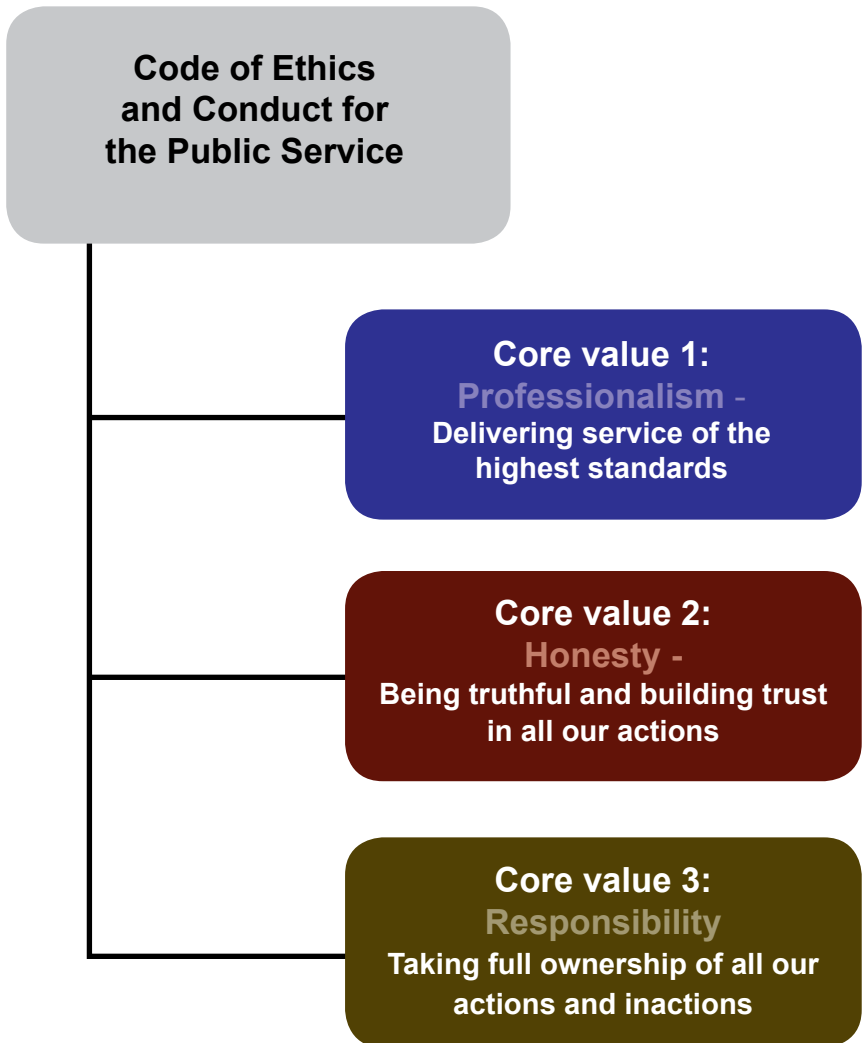 Code of Ethics
and Conduct for
the Public Service
Core value 1:
Professionalism -
Delivering service of the
highest standards
Core value 2:
Honesty -
Being truthful and building trust
in all our actions
Core value 3:
Responsibility
Taking full ownership of all our
actions and inactions